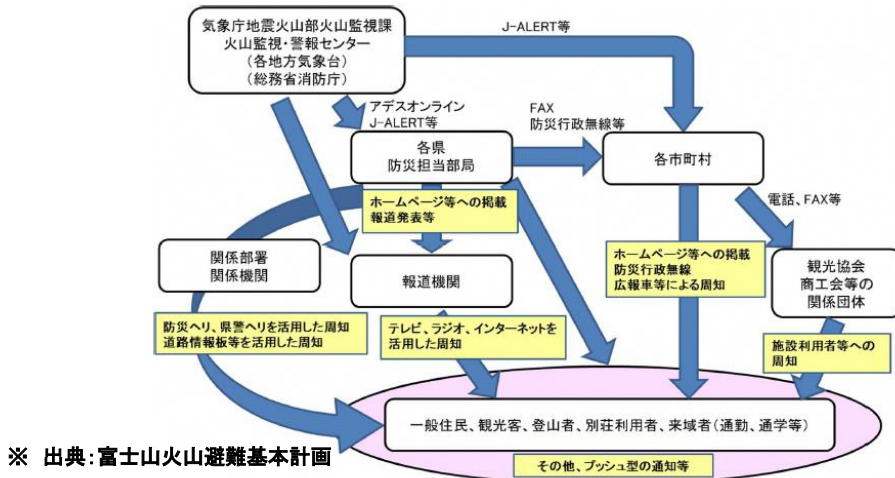 気象庁地震火山部火山監視課
火山監視・警報センター
(各地方気象台)
(総務省消防庁)
J-ALERT等
アデスオンライン
J-ALERT等
FAX
防災行政無線等
各県
防災担当部局
各市町村
ホームページ等への掲載
報道発表等
電話、FAX等
関係部署
関係機関
報道機関
ホームページ等への掲載
防災行政無線
広報車等による周知
観光協会
商工会等の
関係団体
防災ヘリ、県警ヘリを活用した周知
道路情報板等を活用した周知
テレビ、ラジオ、インターネットを
活用した周知
施設利用者等への
周知
一般住民、観光客、登山者、別荘利用者、来域者(通勤、通学等)
その他、プッシュ型の通知等
※ 出典:富士山火山避難基本計画